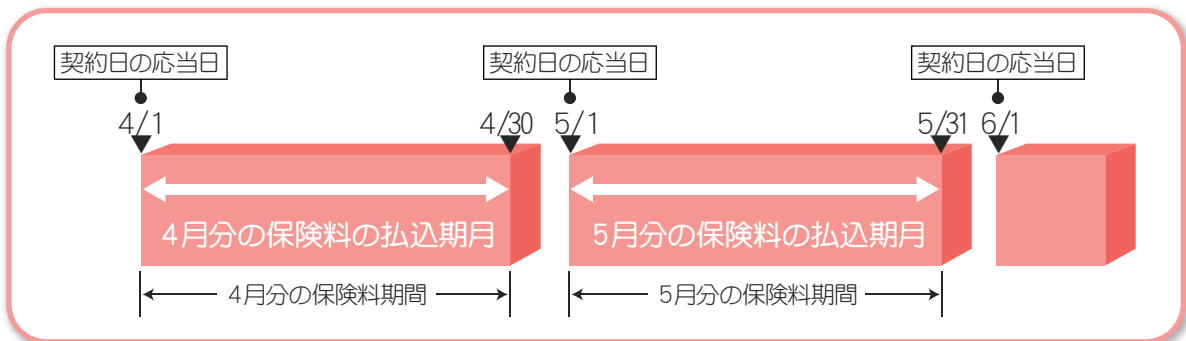 契約日の応当日 契約日の応当日 契約日の応当日
4/1 4/30 5/1 5/31 6/1
4月分の保険料の払込期月 5月分の保険料の払込期月
4月分の保険料期間 5月分の保険料期間